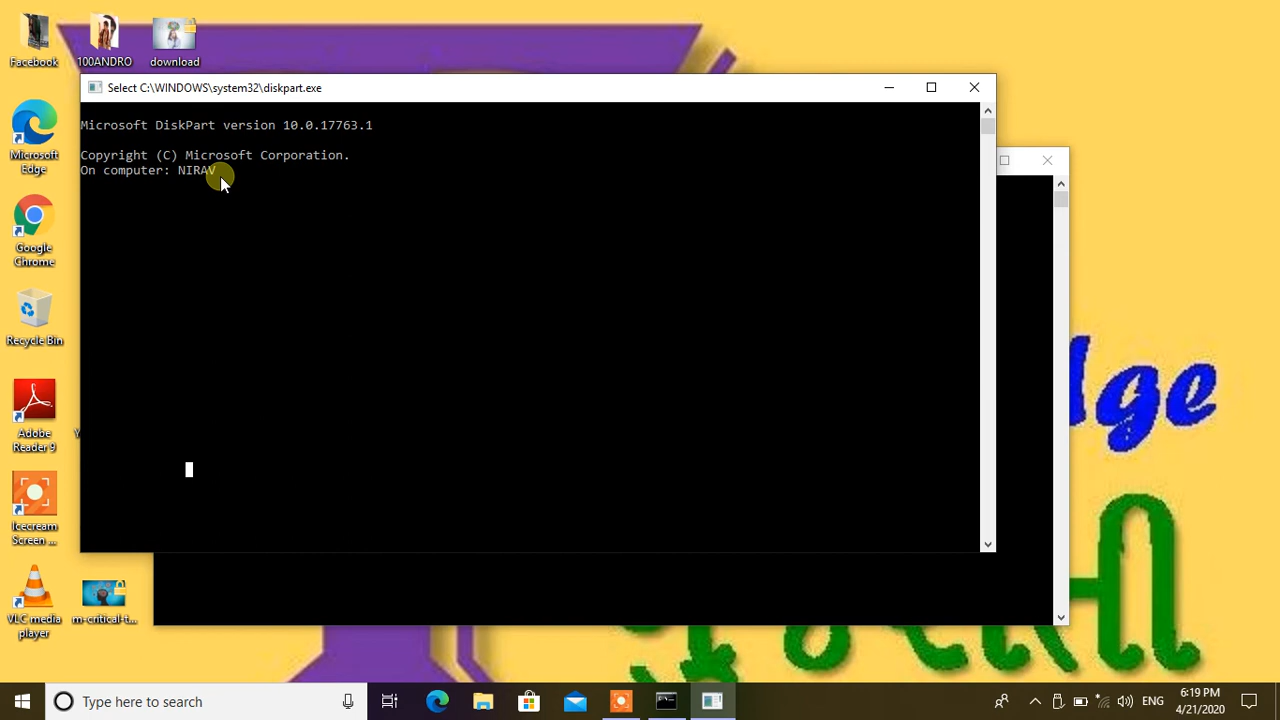 Facebook
100ANDRO
download
Select C:\WINDOWS\system32\diskpart.exe
Microsoft DiskPart version 10.0.17763.1
Copyright (C) Microsoft Corporation.
On computer: NIRAV
Microsoft
Edge
Google
Chrome
Recycle Bin
Adobe
Reader 9
Icecream
Screen ...
VLC media
player
m-critical-t...
dge
Type here to search
ENG
6:19 PM
4/21/2020